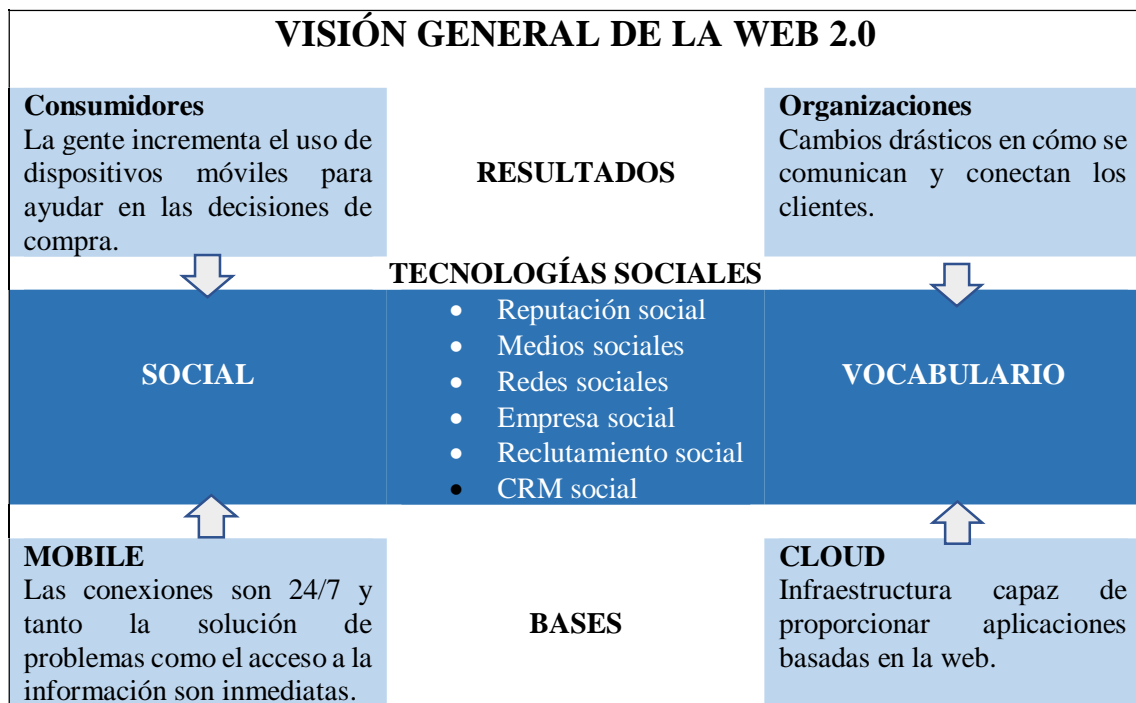 VISIÓN GENERAL DE LA WEB 2.0
Consumidores
La gente incrementa el uso de
dispositivos móviles para
ayudar en las decisiones de
compra.
RESULTADOS
Organizaciones
Cambios drásticos en cómo se
comunican y conectan los
clientes.
SOCIAL
TECNOLOGÍAS SOCIALES
• Reputación social
• Medios sociales
• Redes sociales
• Empresa social
• Reclutamiento social
• CRM social
VOCABULARIO
MOBILE
Las conexiones son 24/7 y
tanto la solución de
problemas como el acceso a la
información son inmediatas.
BASES
CLOUD
Infraestructura capaz de
proporcionar aplicaciones
basadas en la web.